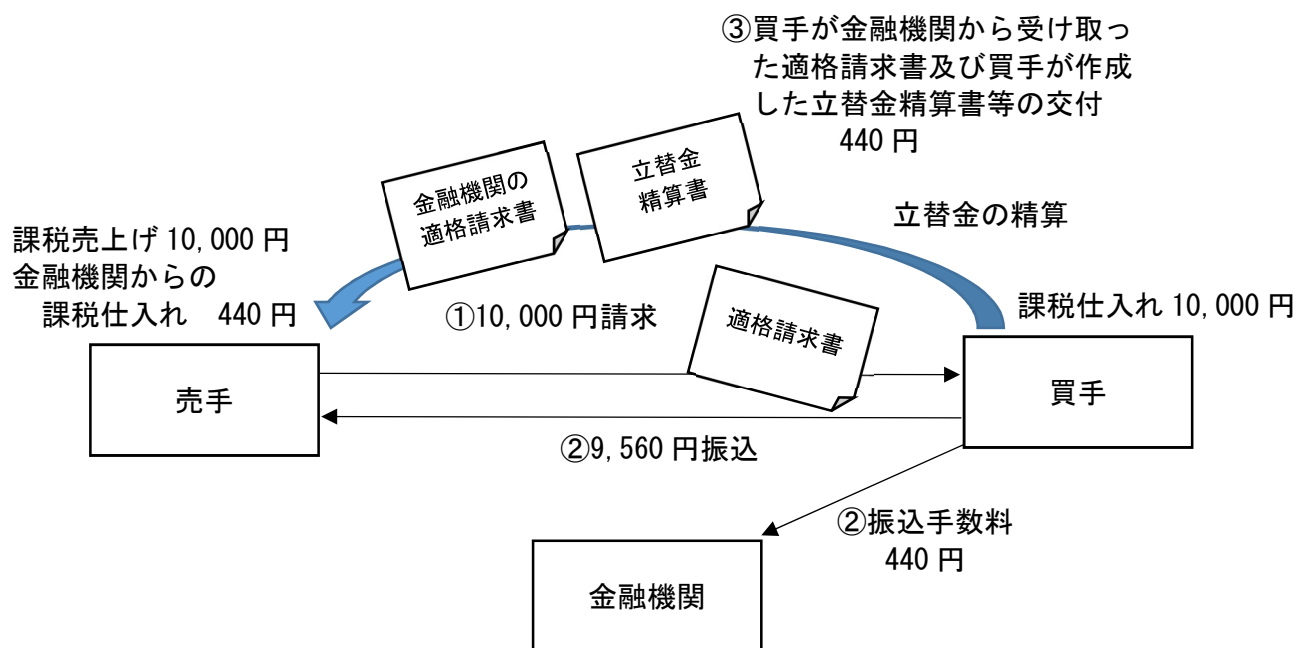 ③買手が金融機関から受け取っ
た適格請求書及び買手が作成
した立替金精算書等の交付
440 円
立替金
精算書
金融機関の
適格請求書
立替金の精算
課税売上げ 10,000 円
金融機関からの
課税仕入れ　440 円
①10,000 円請求
適格請求書
課税仕入れ 10,000 円
売手
買手
②9,560 円振込
②振込手数料
440 円
金融機関